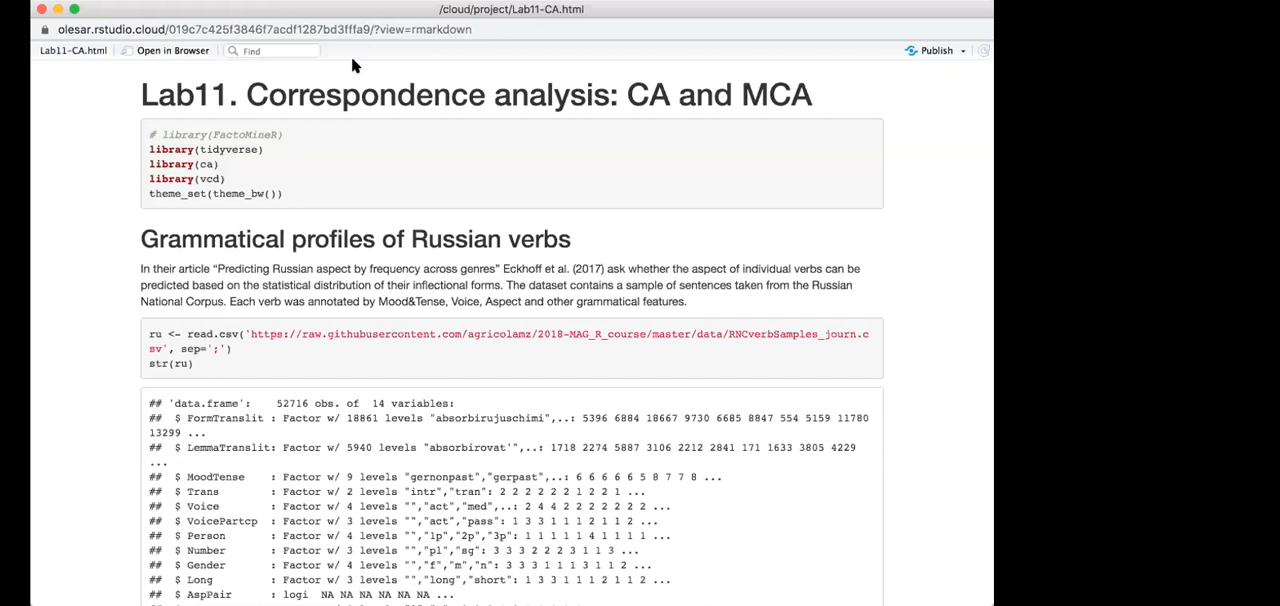 /cloud/project/Lab11-CA.html
olesar.rstudio.cloud/019c7c425f3846f7acdf1287bd3fffa9/?view=rmarkdown
Lab11-CA.html Open in Browser Find Publish
Lab11. Correspondence analysis: CA and MCA
# library(FactoMineR)
library(tidyverse)
library(ca)
library(vcd)
theme_set(theme_bw())
Grammatical profiles of Russian verbs
In their article “Predicting Russian aspect by frequency across genres” Eckhoff et al. (2017) ask whether the aspect of individual verbs can be
predicted based on the statistical distribution of their inflectional forms. The dataset contains a sample of sentences taken from the Russian
National Corpus. Each verb was annotated by Mood&Tense, Voice, Aspect and other grammatical features.
ru <- read.csv('https://raw.githubusercontent.com/agricolamz/2018-MAG_R_course/master/data/RNCverbSamples_journ.c
sv', sep=';')
str(ru)
## 'data.frame': 52716 obs. of 14 variables:
## $ FormTranslit : Factor w/ 18861 levels "absorbirujuschimi",..: 5396 6884 18667 9730 6685 8847 554 5159 11780
13299 ...
## $ LemmaTranslit: Factor w/ 5940 levels "absorbirovat'",..: 1718 2274 5887 3106 2212 2841 171 1633 3805 4229
...
## $ MoodTense : Factor w/ 9 levels "gernonpast","gerpast",..: 6 6 6 6 6 5 8 7 7 8 ...
## $ Trans : Factor w/ 2 levels "intr","tran": 2 2 2 2 2 2 1 2 2 1 ...
## $ Voice : Factor w/ 4 levels "","act","med",..: 2 4 4 2 2 2 2 2 2 2 ...
## $ VoicePartcp : Factor w/ 3 levels "","act","pass": 1 3 3 1 1 1 2 1 1 2 ...
## $ Person : Factor w/ 4 levels "","1p","2p","3p": 1 1 1 1 1 4 1 1 1 1 ...
## $ Number : Factor w/ 3 levels "","pl","sg": 3 3 3 2 2 2 3 1 1 3 ...
## $ Gender : Factor w/ 4 levels "","f","m","n": 3 3 3 1 1 1 3 1 1 2 ...
## $ Long : Factor w/ 3 levels "","long","short": 1 3 3 1 1 1 2 1 1 2 ...
## $ AspPair : logi NA NA NA NA NA NA ...